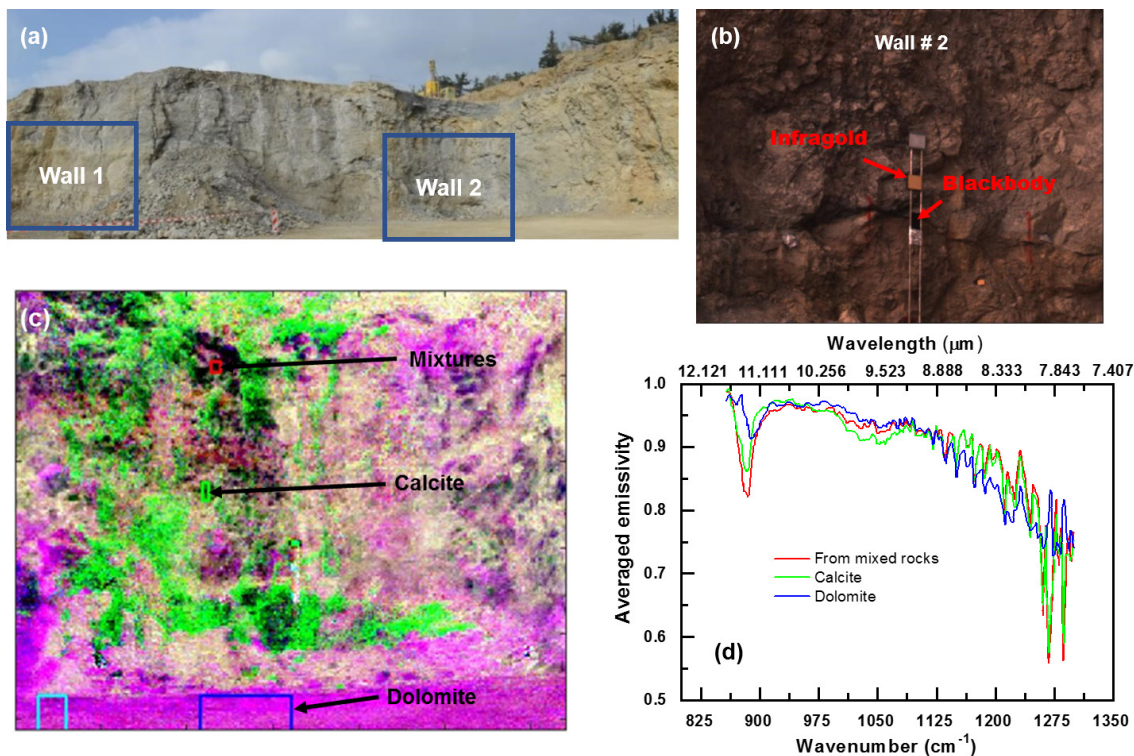 (a)
Wall 1
Wall 2
(b)
Wall # 2
Infragold
Blackbody
(c)
Mixtures
Calcite
Dolomite
Wavelength (μm)
12.121 11.111 10.256 9.523 8.888 8.333 7.843 7.407
1.0
0.9
0.8
0.7
0.6
0.5
Averaged emissivity
From mixed rocks
Calcite
Dolomite
(d)
825 900 975 1050 1125 1200 1275 1350
Wavenumber (cm⁻¹)